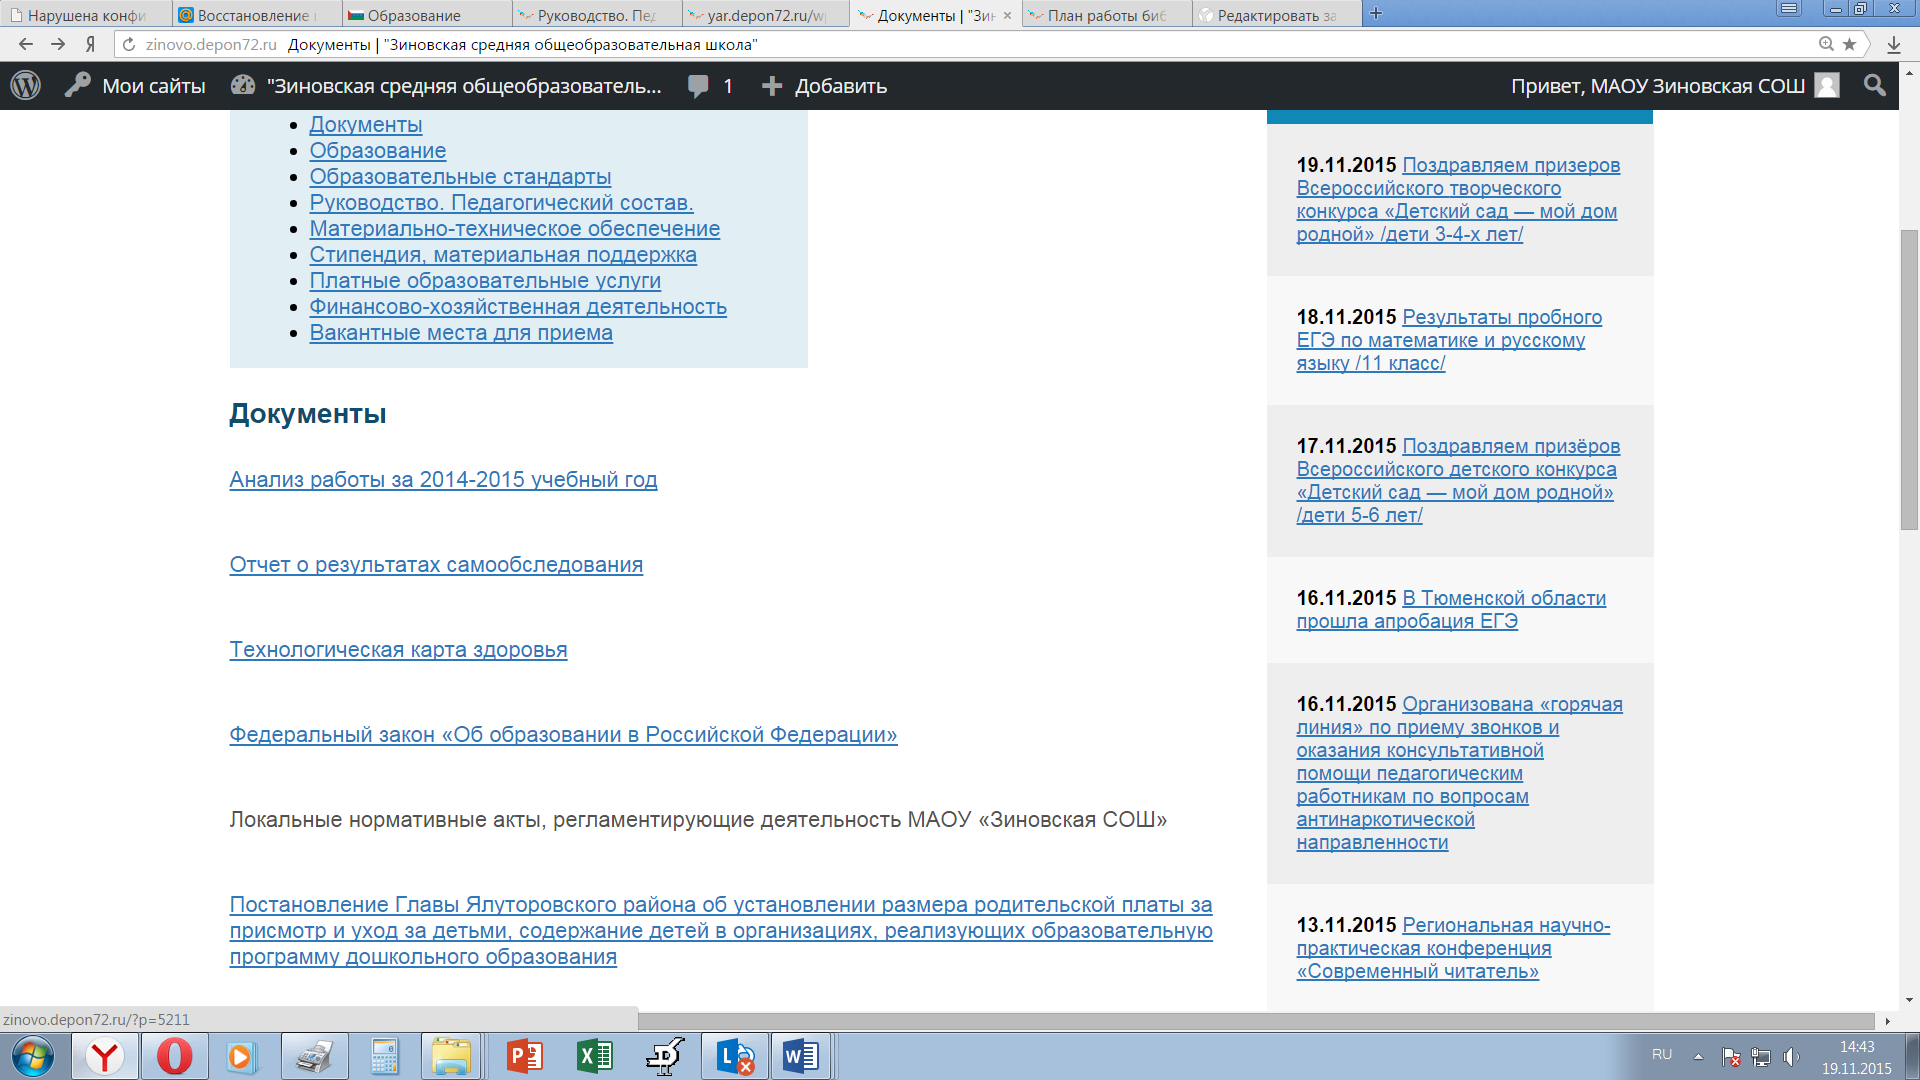 Нарушена конфи
Восстановление
Образование
Руководство. Пед
yar.depon72.ru/wp
Документы | "Зин
План работы биб
Редактировать за
zinovo.depon72.ru Документы | "Зиновская средняя общеобразовательная школа"
Мои сайты
"Зиновская средняя общеобразователь...
1
Добавить
Привет, МАОУ Зиновская СОШ
Документы
Образование
Образовательные стандарты
Руководство. Педагогический состав.
Материально-техническое обеспечение
Стипендия, материальная поддержка
Платные образовательные услуги
Финансово-хозяйственная деятельность
Вакантные места для приема
Документы
Анализ работы за 2014-2015 учебный год
Отчет о результатах самообследования
Технологическая карта здоровья
Федеральный закон «Об образовании в Российской Федерации»
Локальные нормативные акты, регламентирующие деятельность МАОУ «Зиновская СОШ»
Постановление Главы Ялуторовского района об установлении размера родительской платы за
присмотр и уход за детьми, содержание детей в организациях, реализующих образовательную
программу дошкольного образования
19.11.2015 Поздравляем призеров
Всероссийского творческого
конкурса «Детский сад — мой дом
родной» /дети 3-4-х лет/
18.11.2015 Результаты пробного
ЕГЭ по математике и русскому
языку /11 класс/
17.11.2015 Поздравляем призёров
Всероссийского детского конкурса
«Детский сад — мой дом родной»
/дети 5-6 лет/
16.11.2015 В Тюменской области
прошла апробация ЕГЭ
16.11.2015 Организована «горячая
линия» по приему звонков и
оказания консультативной
помощи педагогическим
работникам по вопросам
антинаркотической
направленности
13.11.2015 Региональная научно-
практическая конференция
«Современный читатель»
zinovo.depon72.ru/?p=5211
RU
14:43
19.11.2015